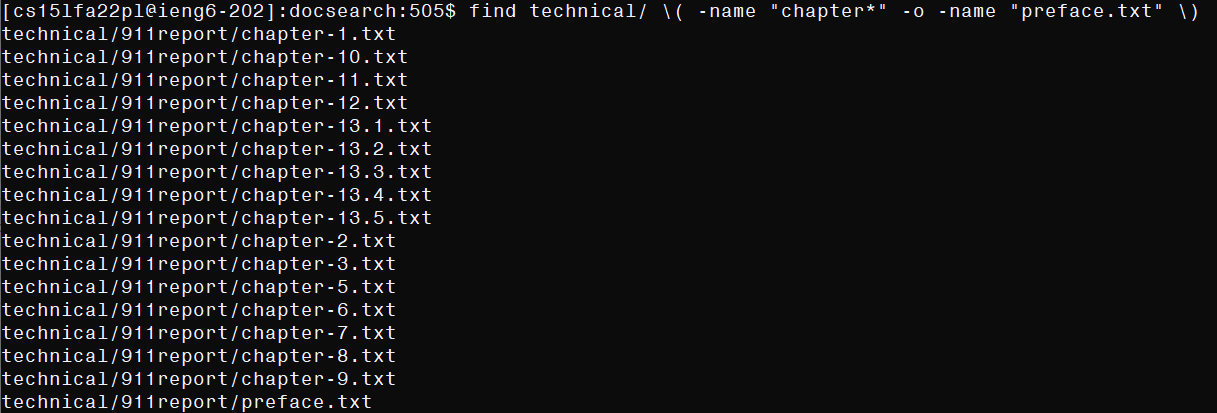 [cs15lfa22pl@ieng6-202]:docsearch:505$ find technical/ \( -name "chapter*" -o -name "preface.txt" \)
technical/911report/chapter-1.txt
technical/911report/chapter-10.txt
technical/911report/chapter-11.txt
technical/911report/chapter-12.txt
technical/911report/chapter-13.1.txt
technical/911report/chapter-13.2.txt
technical/911report/chapter-13.3.txt
technical/911report/chapter-13.4.txt
technical/911report/chapter-13.5.txt
technical/911report/chapter-2.txt
technical/911report/chapter-3.txt
technical/911report/chapter-5.txt
technical/911report/chapter-6.txt
technical/911report/chapter-7.txt
technical/911report/chapter-8.txt
technical/911report/chapter-9.txt
technical/911report/preface.txt